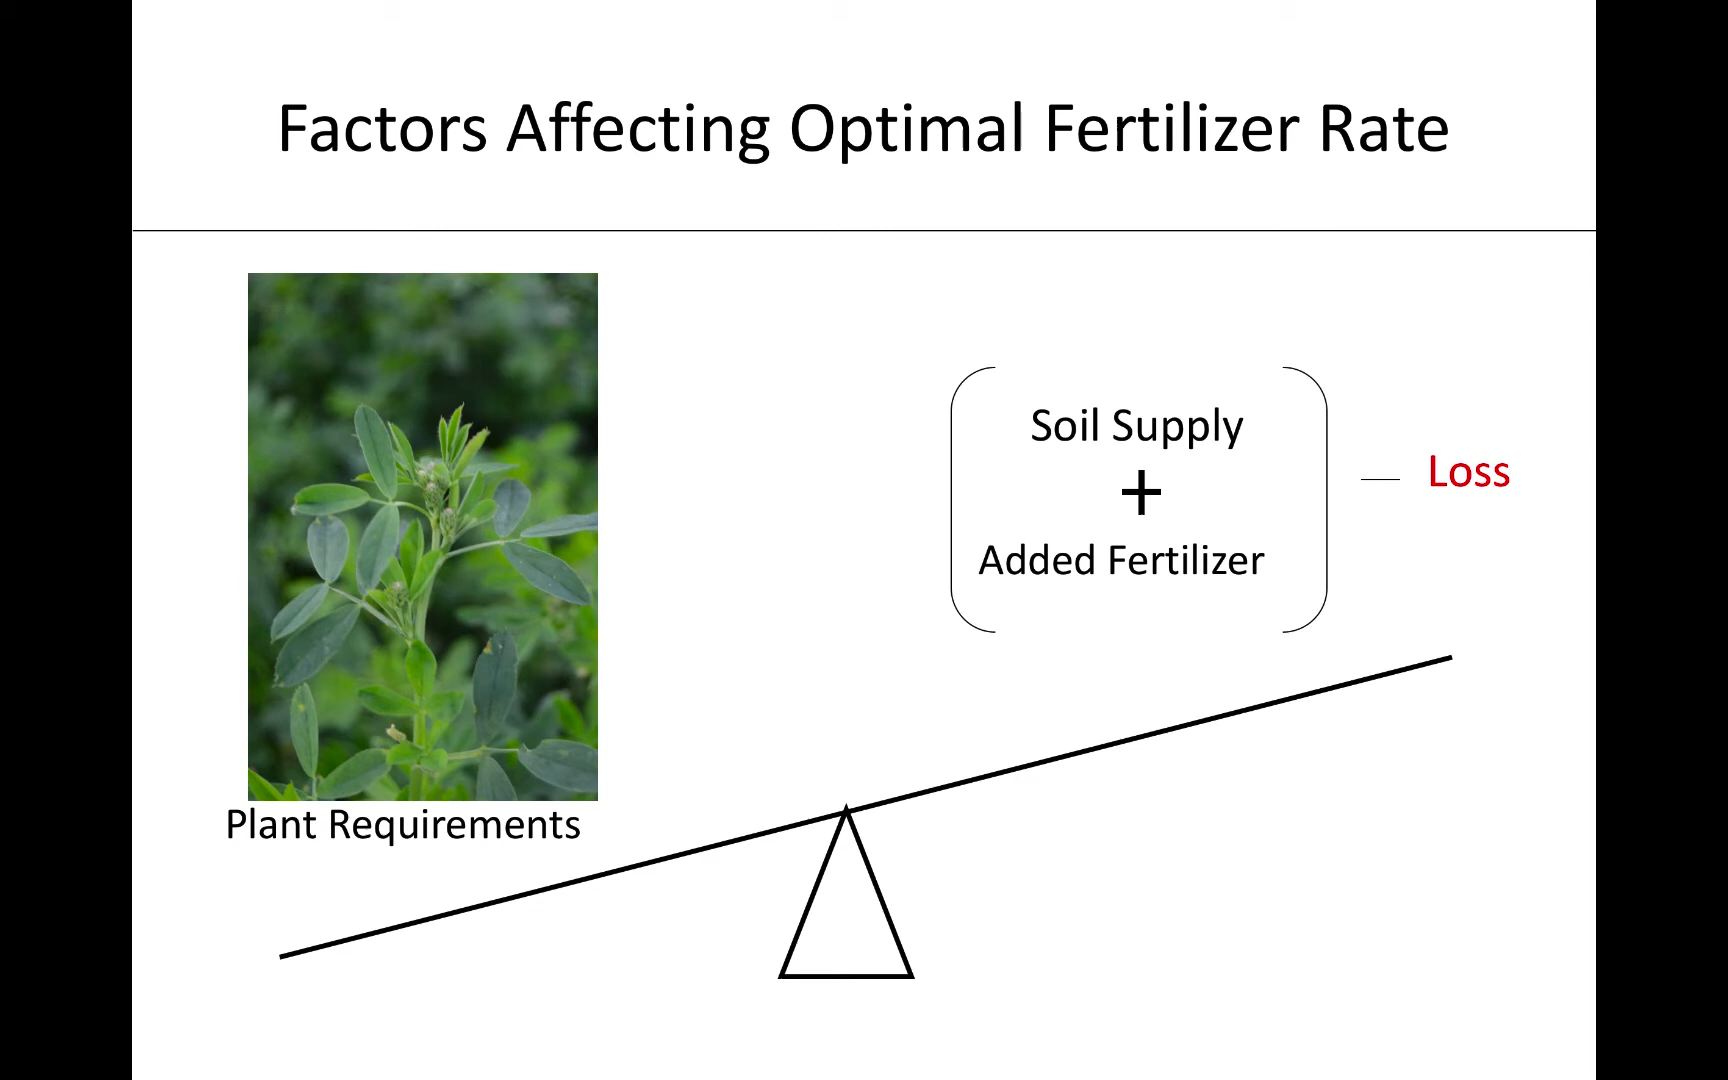 Factors Affecting Optimal Fertilizer Rate
Soil Supply
+
Added Fertilizer
— Loss
Plant Requirements